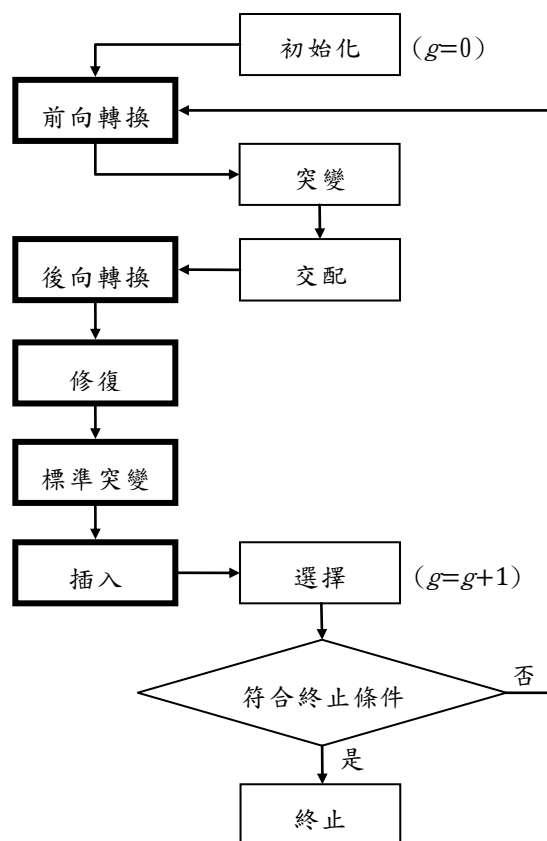 初始化 （g=0）
前向轉換
突變
交配
後向轉換
修復
標準突變
插入
選擇 （g=g+1）
符合終止條件
否
是
終止